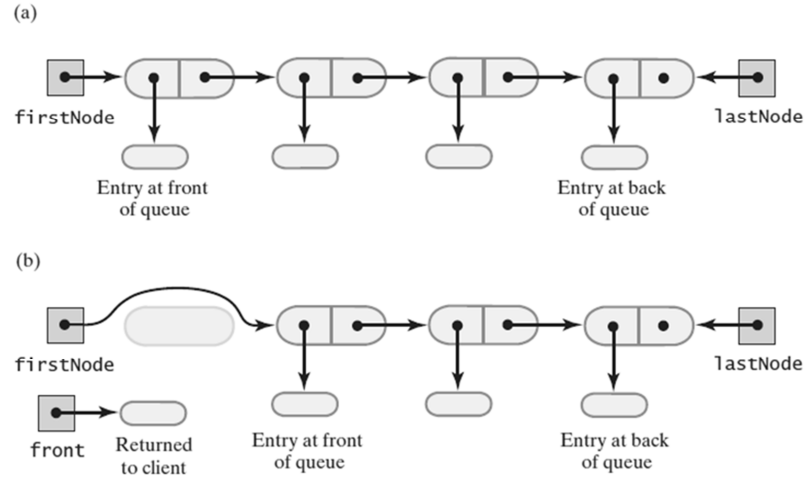 (a)
firstNode
lastNode
Entry at front
of queue
Entry at back
of queue
(b)
firstNode
lastNode
front
Returned
to client
Entry at front
of queue
Entry at back
of queue